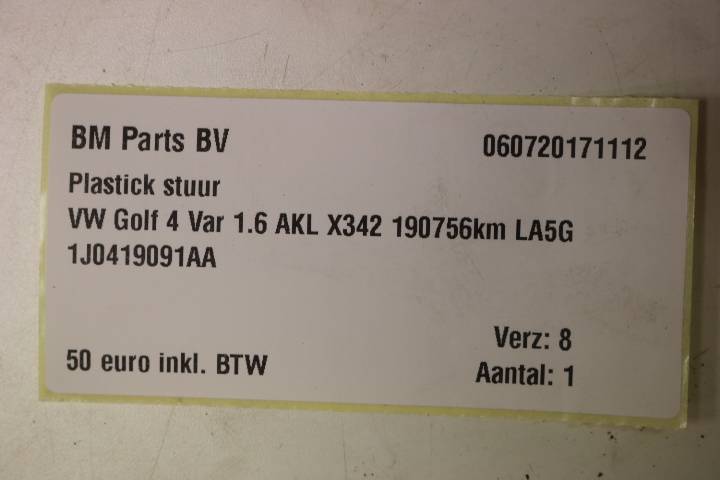 BM Parts BV 060720171112
Plastick stuur
VW Golf 4 Var 1.6 AKL X342 190756km LA5G
1J0419091AA
Verz: 8
50 euro inkl. BTW Aantal: 1